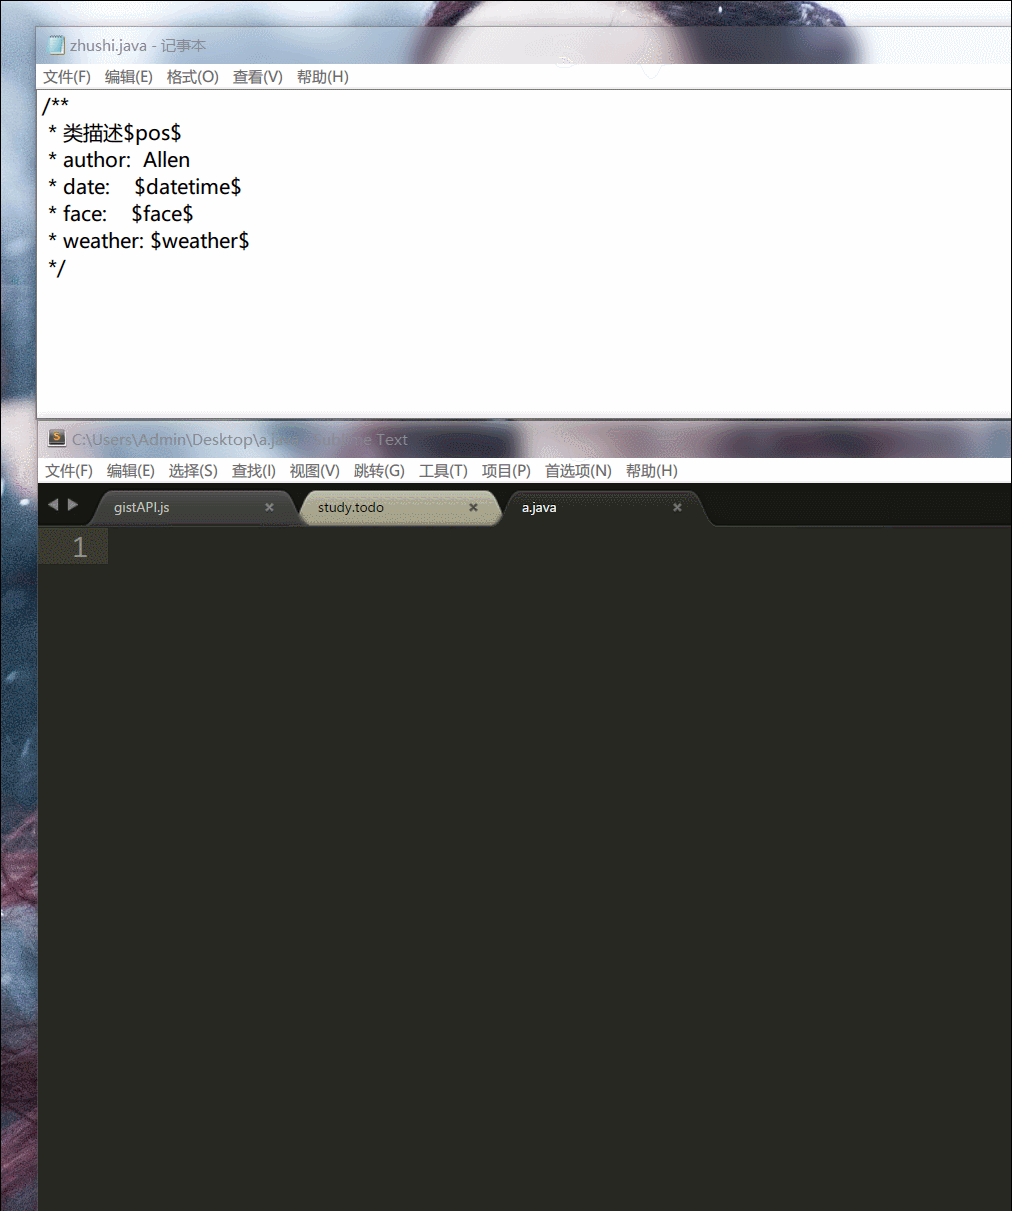 zhushi.java - 记事本
文件(F) 编辑(E) 格式(O) 查看(V) 帮助(H)
/**
 * 类描述$pos$
 * author:  Allen
 * date:    $datetime$
 * face:    $face$
 * weather: $weather$
 */
C:\Users\Admin\Desktop\a.java - Sublime Text
文件(F) 编辑(E) 选择(S) 查找(I) 视图(V) 跳转(G) 工具(T) 项目(P) 首选项(N) 帮助(H)
gistAPI.js study.todo a.java
1